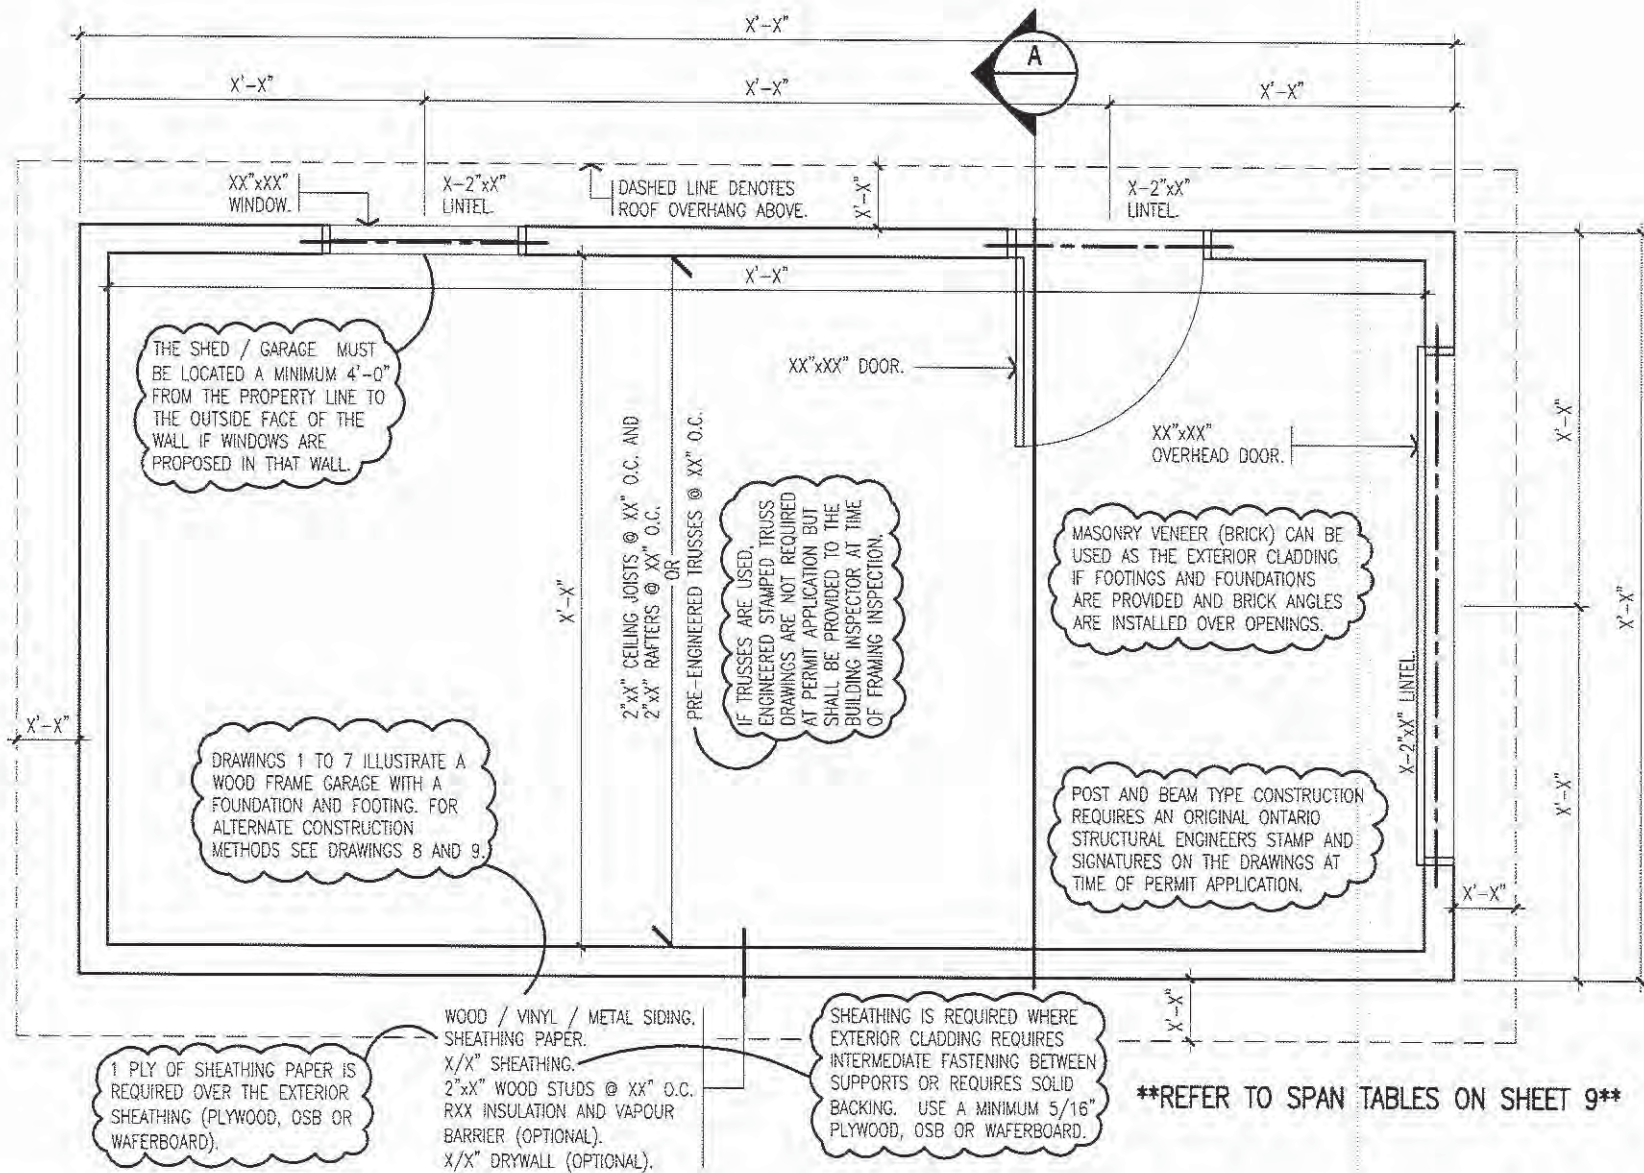 X'-X"
A
X'-X"
X'-X"
X'-X"
XX"xXX"
WINDOW.
X-2"xX"
LINTEL.
DASHED LINE DENOTES
ROOF OVERHANG ABOVE.
X'-X"
X-2"xX"
LINTEL.
X'-X"
THE SHED / GARAGE MUST
BE LOCATED A MINIMUM 4'-0"
FROM THE PROPERTY LINE TO
THE OUTSIDE FACE OF THE
WALL IF WINDOWS ARE
PROPOSED IN THAT WALL.
XX"xXX" DOOR.
XX"xXX"
OVERHEAD DOOR.
X'-X"
X'-X"
X'-X"
2"xX" CEILING JOISTS @ XX" O.C. AND
2"xX" RAFTERS @ XX" O.C.
OR
PRE-ENGINEERED TRUSSES @ XX" O.C.
IF TRUSSES ARE USED,
ENGINEERED STAMPED TRUSS
DRAWINGS ARE NOT REQUIRED
AT PERMIT APPLICATION BUT
SHALL BE PROVIDED TO THE
BUILDING INSPECTOR AT TIME
OF FRAMING INSPECTION.
MASONRY VENEER (BRICK) CAN BE
USED AS THE EXTERIOR CLADDING
IF FOOTINGS AND FOUNDATIONS
ARE PROVIDED AND BRICK ANGLES
ARE INSTALLED OVER OPENINGS.
X-2"xX" LINTEL.
X'-X"
DRAWINGS 1 TO 7 ILLUSTRATE A
WOOD FRAME GARAGE WITH A
FOUNDATION AND FOOTING. FOR
ALTERNATE CONSTRUCTION
METHODS SEE DRAWINGS 8 AND 9.
POST AND BEAM TYPE CONSTRUCTION
REQUIRES AN ORIGINAL ONTARIO
STRUCTURAL ENGINEERS STAMP AND
SIGNATURES ON THE DRAWINGS AT
TIME OF PERMIT APPLICATION.
X'-X"
X'-X"
X'-X"
1 PLY OF SHEATHING PAPER IS
REQUIRED OVER THE EXTERIOR
SHEATHING (PLYWOOD, OSB OR
WAFERBOARD).
WOOD / VINYL / METAL SIDING.
SHEATHING PAPER.
X/X" SHEATHING.
2"xX" WOOD STUDS @ XX" O.C.
RXX INSULATION AND VAPOUR
BARRIER (OPTIONAL).
X/X" DRYWALL (OPTIONAL).
SHEATHING IS REQUIRED WHERE
EXTERIOR CLADDING REQUIRES
INTERMEDIATE FASTENING BETWEEN
SUPPORTS OR REQUIRES SOLID
BACKING. USE A MINIMUM 5/16"
PLYWOOD, OSB OR WAFERBOARD.
**REFER TO SPAN TABLES ON SHEET 9**